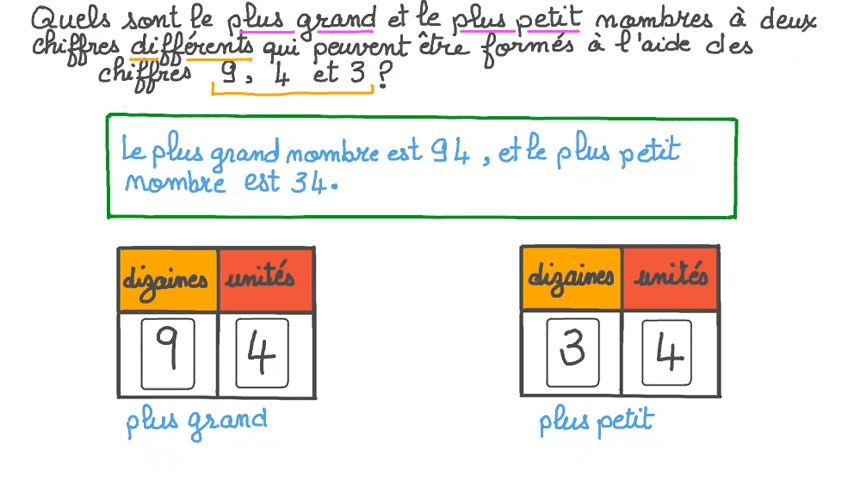 Quels sont le plus grand et le plus petit nombres à deux
chiffres différents qui peuvent être formés à l'aide des
chiffres 9, 4 et 3 ?
Le plus grand nombre est 94, et le plus petit
nombre est 34.
dizaines unités
9 4
plus grand
dizaines unités
3 4
plus petit